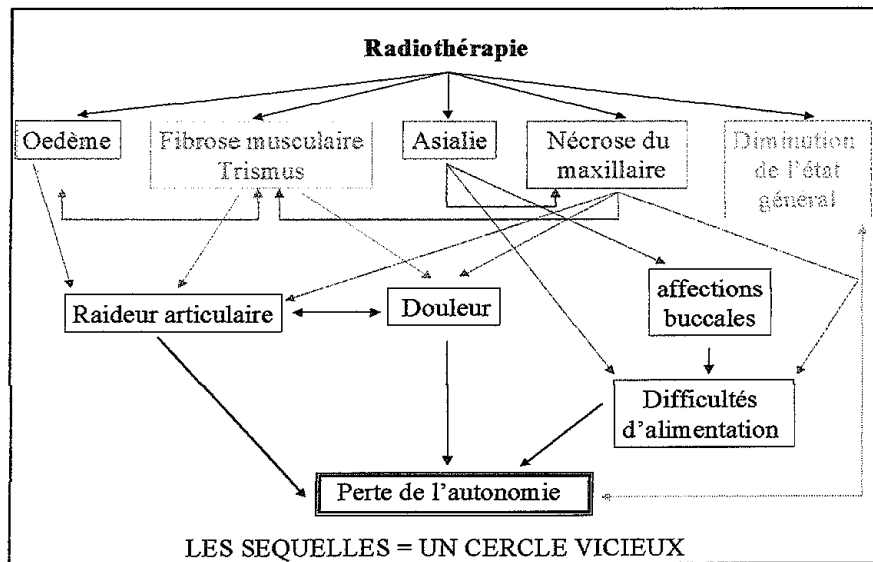 Radiothérapie
Oedème
Fibrose musculaire
Trismus
Asialie
Nécrose du
maxillaire
Diminution
de l'état
général
Raideur articulaire
Douleur
affections
buccales
Difficultés
d'alimentation
Perte de l'autonomie
LES SEQUELLES = UN CERCLE VICIEUX